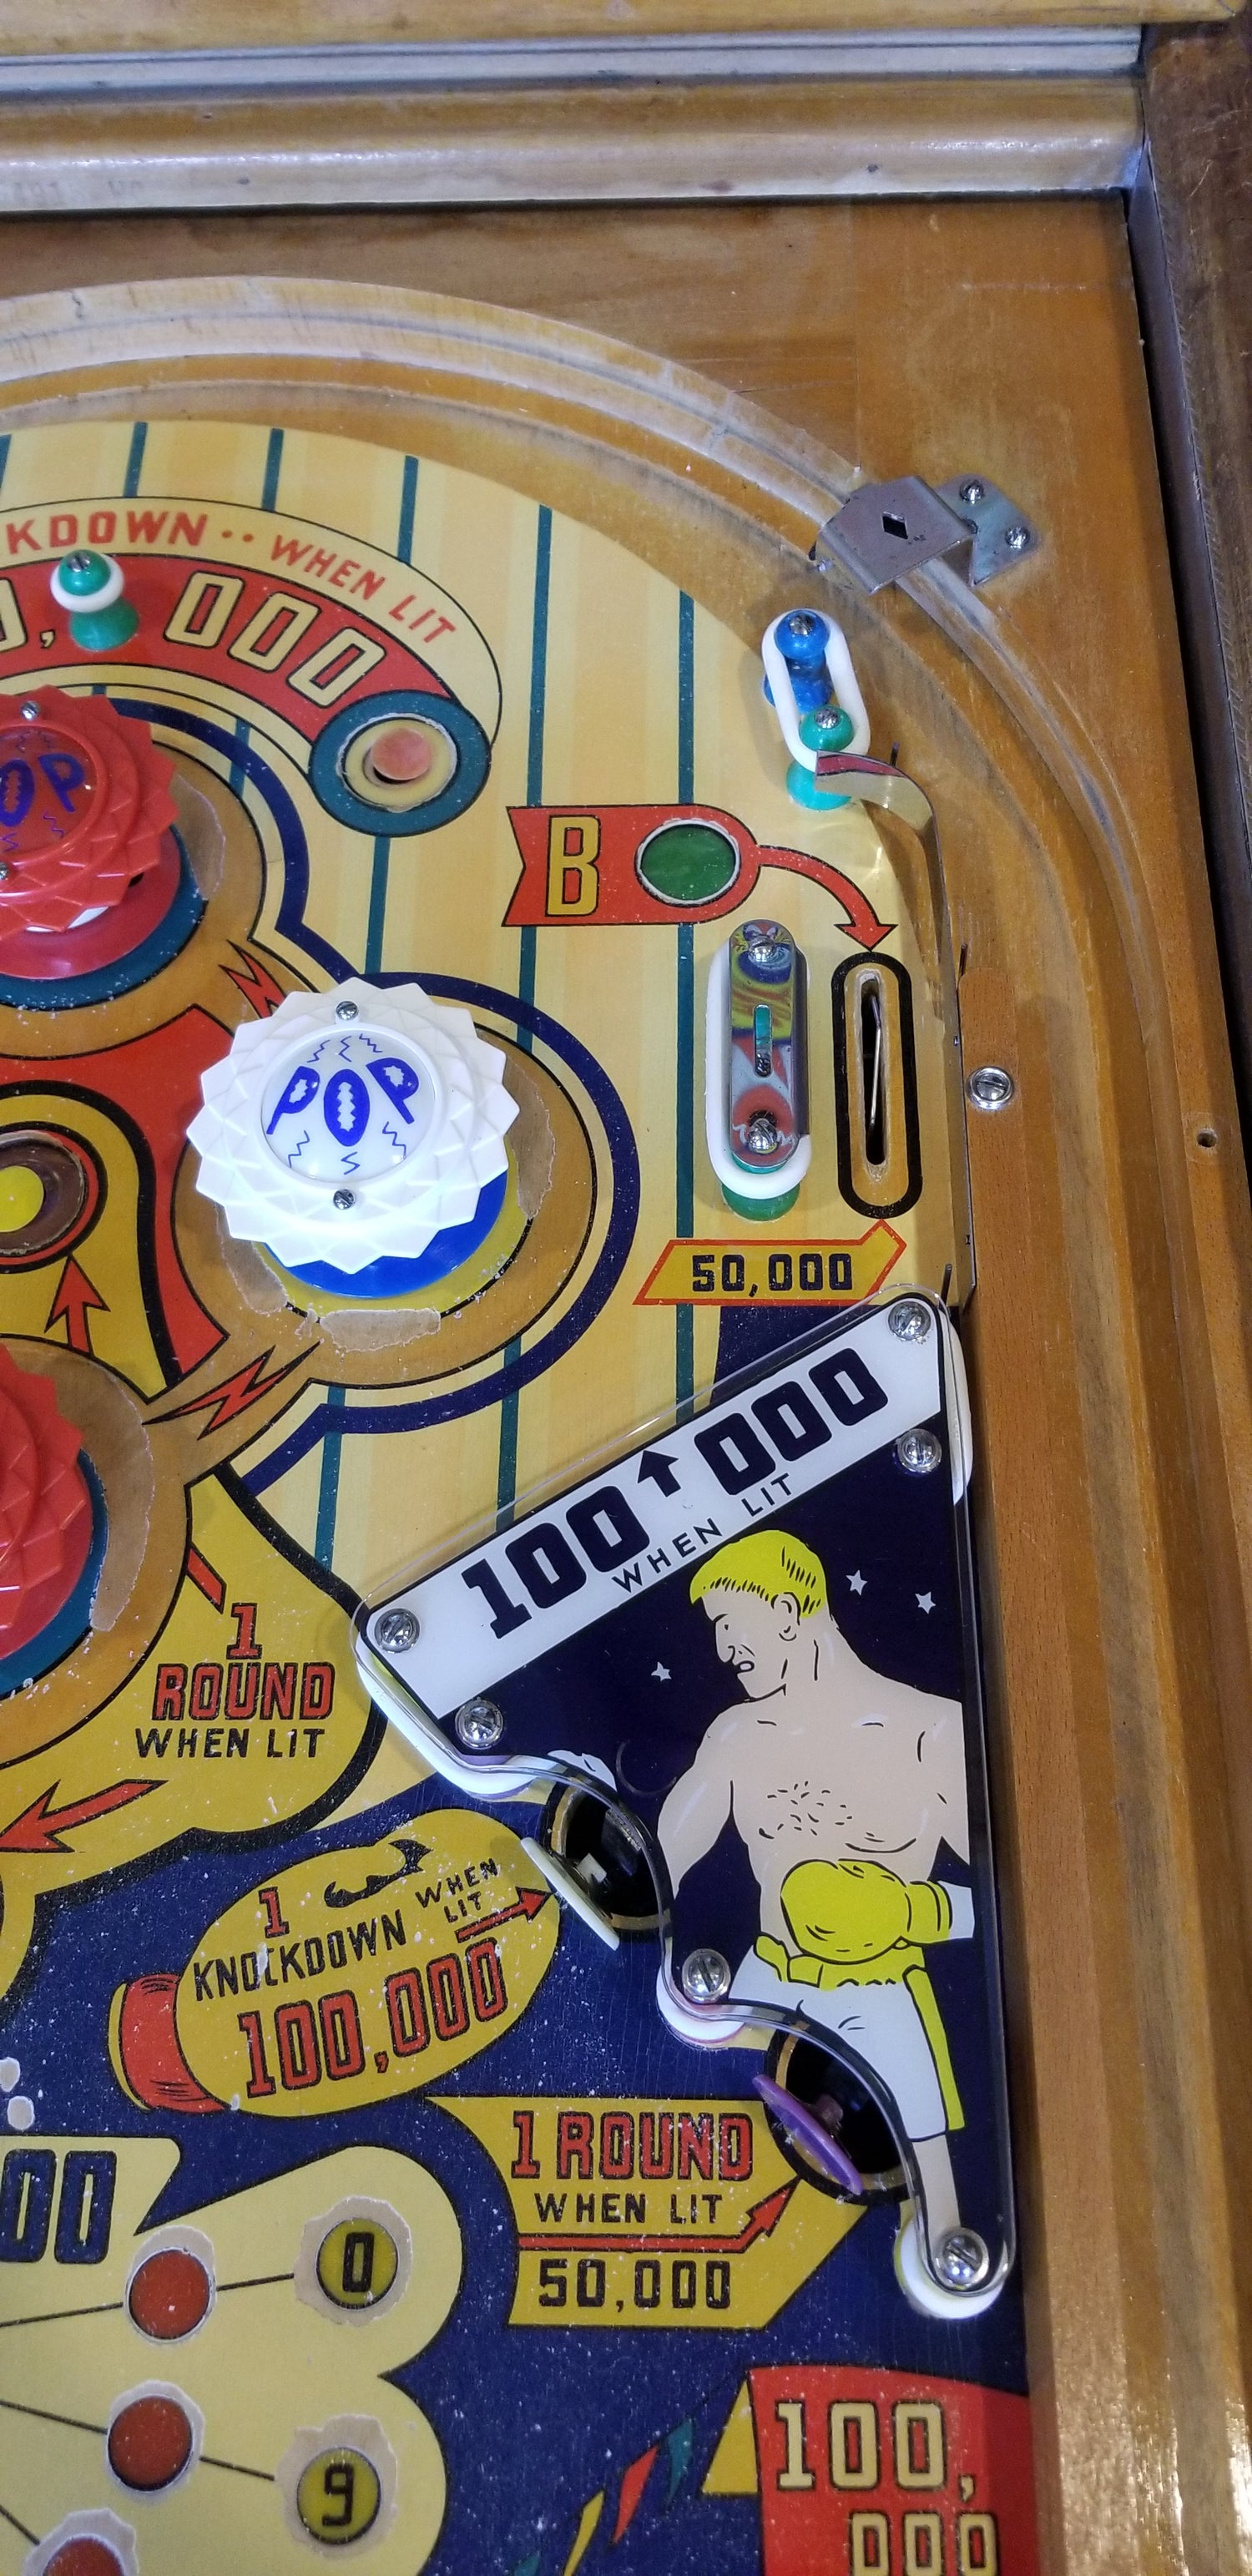 KDOWN·· WHEN LIT
0,000
POP
B
POP
50,000
100 000
WHEN LIT
1
ROUND
WHEN LIT
1
KNOCKDOWN
WHEN
LIT
100,000
1 ROUND
WHEN LIT
50,000
00
0
9
100,
000